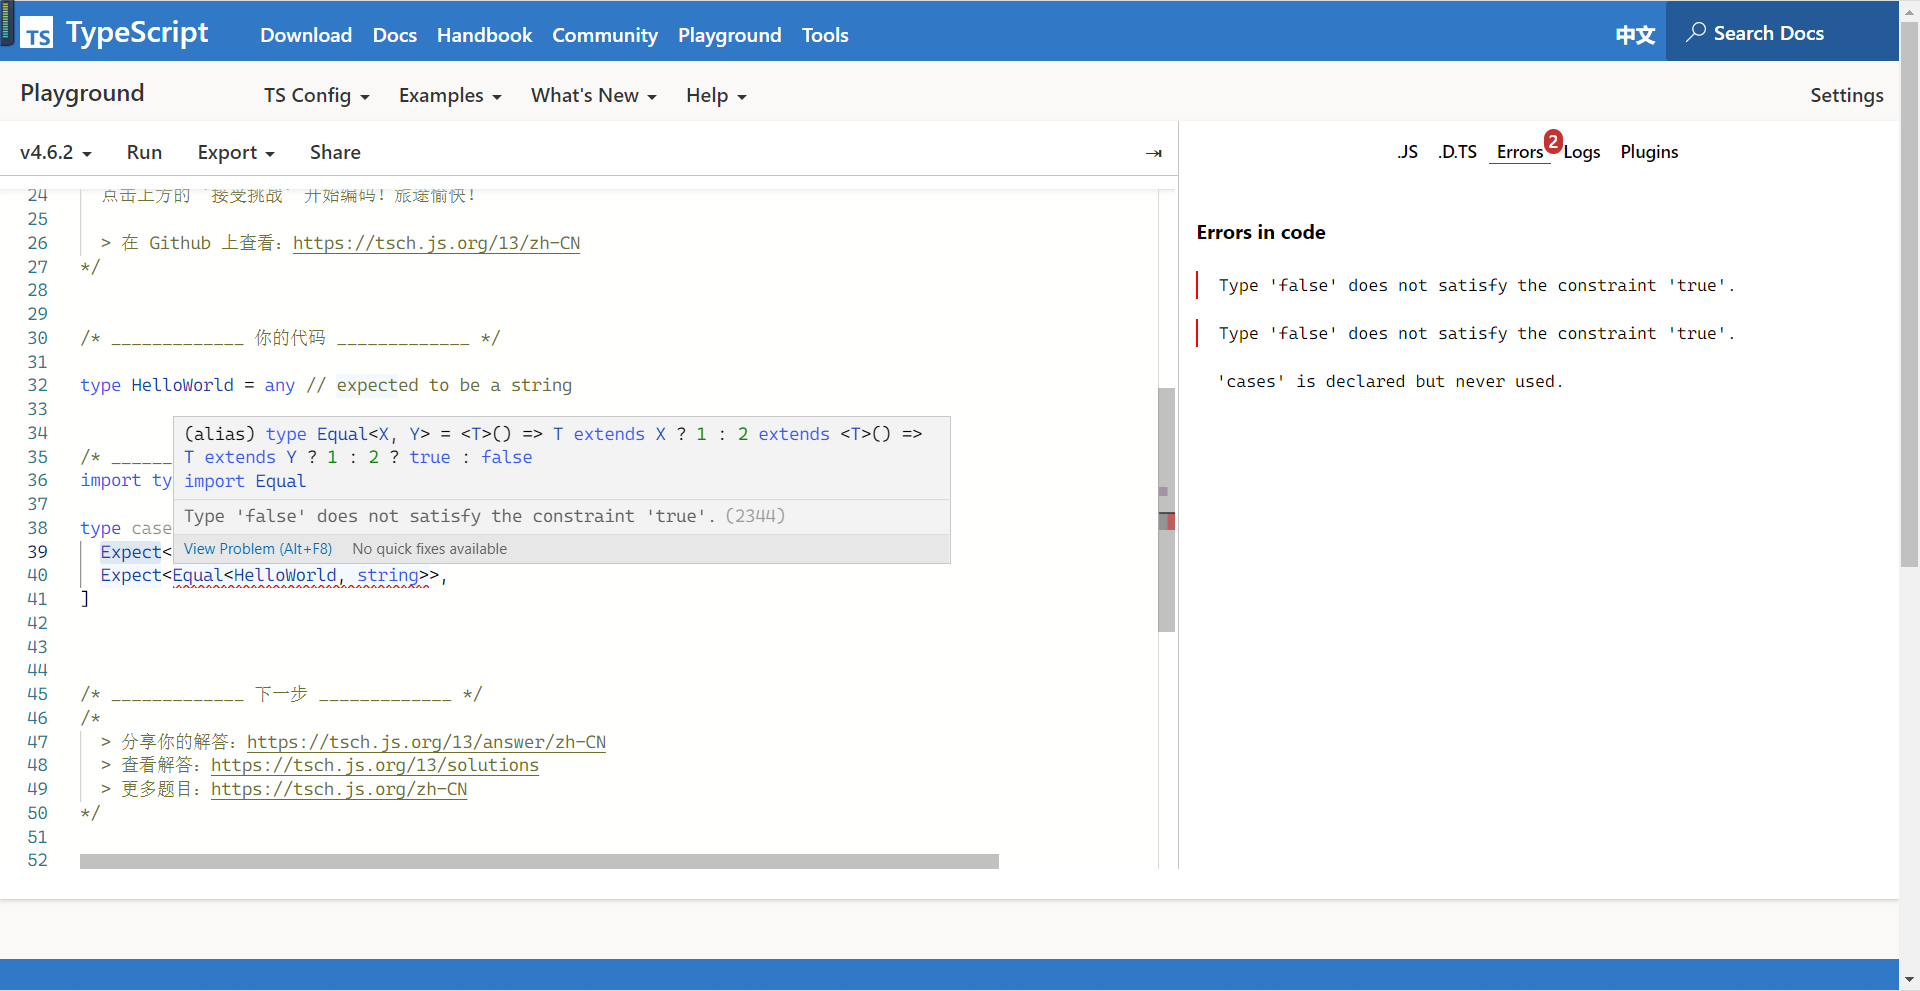 TS TypeScript Download Docs Handbook Community Playground Tools 中文 Search Docs
Playground TS Config Examples What's New Help Settings
v4.6.2 Run Export Share .JS .D.TS Errors 2 Logs Plugins
24 点击上方的 `接受挑战` 开始编码！旅途愉快！
25
26 > 在 Github 上查看：https://tsch.js.org/13/zh-CN
27 */
28
29
30 /* _____________ 你的代码 _____________ */
31
32 type HelloWorld = any // expected to be a string
33
34
35 /* ______
36 import ty
37
38 type case
39 Expect<
40 Expect<Equal<HelloWorld, string>>,
41 ]
42
43
44
45 /* _____________ 下一步 _____________ */
46 /*
47 > 分享你的解答：https://tsch.js.org/13/answer/zh-CN
48 > 查看解答：https://tsch.js.org/13/solutions
49 > 更多题目：https://tsch.js.org/zh-CN
50 */
51
52
(alias) type Equal<X, Y> = <T>() => T extends X ? 1 : 2 extends <T>() =>
T extends Y ? 1 : 2 ? true : false
import Equal
Type 'false' does not satisfy the constraint 'true'. (2344)
View Problem (Alt+F8) No quick fixes available
Errors in code
Type 'false' does not satisfy the constraint 'true'.
Type 'false' does not satisfy the constraint 'true'.
'cases' is declared but never used.